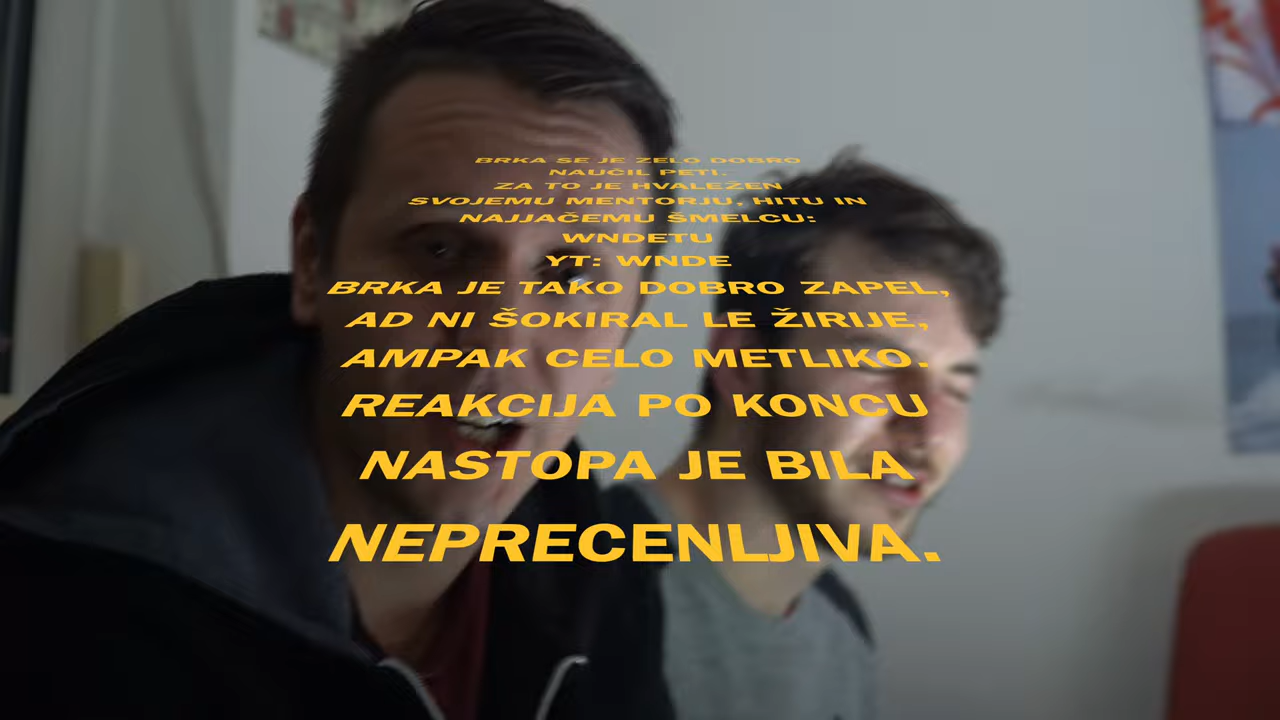 BRKA SE JE ZELO DOBRO
NAUČIL PETI.
ZA TO JE HVALEŽEN
SVOJEMU MENTORJU, HITU IN
NAJJAČEMU ŠMELCU:
WNDETU
YT: WNDE
BRKA JE TAKO DOBRO ZAPEL,
AD NI ŠOKIRAL LE ŽIRIJE,
AMPAK CELO METLIKO.
REAKCIJA PO KONCU
NASTOPA JE BILA
NEPRECENLJIVA.